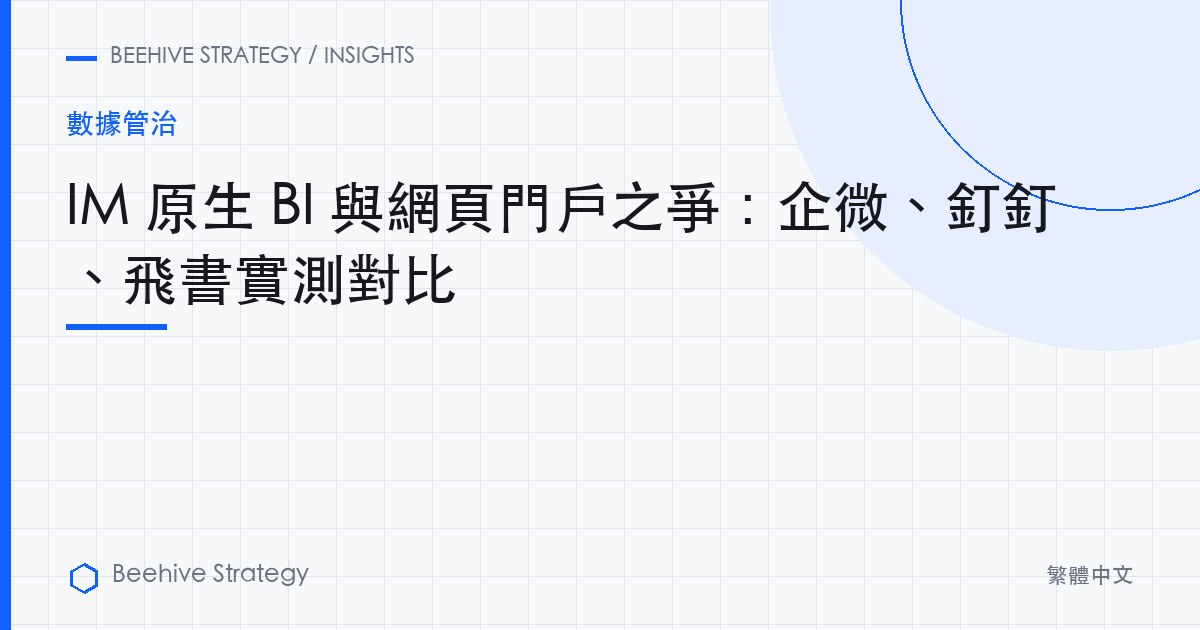 BEEHIVE STRATEGY / INSIGHTS
數據管治
IM 原生 BI 與網頁門戶之爭：企微、釘釘
、飛書實測對比
Beehive Strategy
繁體中文